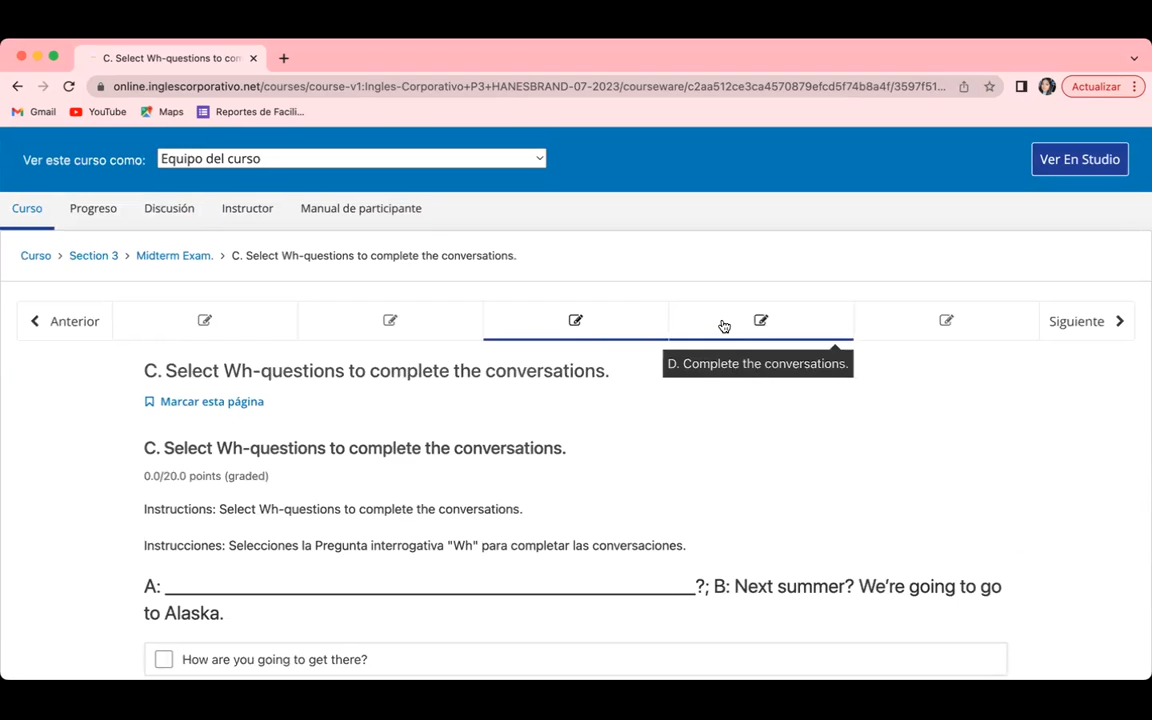 C. Select Wh-questions to con
online.inglescorporativo.net/courses/course-v1:Ingles-Corporativo+P3+HANESBRAND-07-2023/courseware/c2aa512ce3ca4570879efcd5f74b8a4f/3597f51...
Actualizar
Gmail YouTube Maps Reportes de Facili...
Ver este curso como: Equipo del curso Ver En Studio
Curso Progreso Discusión Instructor Manual de participante
Curso > Section 3 > Midterm Exam. > C. Select Wh-questions to complete the conversations.
Anterior Siguiente
D. Complete the conversations.
C. Select Wh-questions to complete the conversations.
Marcar esta página
C. Select Wh-questions to complete the conversations.
0.0/20.0 points (graded)
Instructions: Select Wh-questions to complete the conversations.
Instrucciones: Selecciones la Pregunta interrogativa "Wh" para completar las conversaciones.
A: ______________________________________________?; B: Next summer? We're going to go
to Alaska.
How are you going to get there?